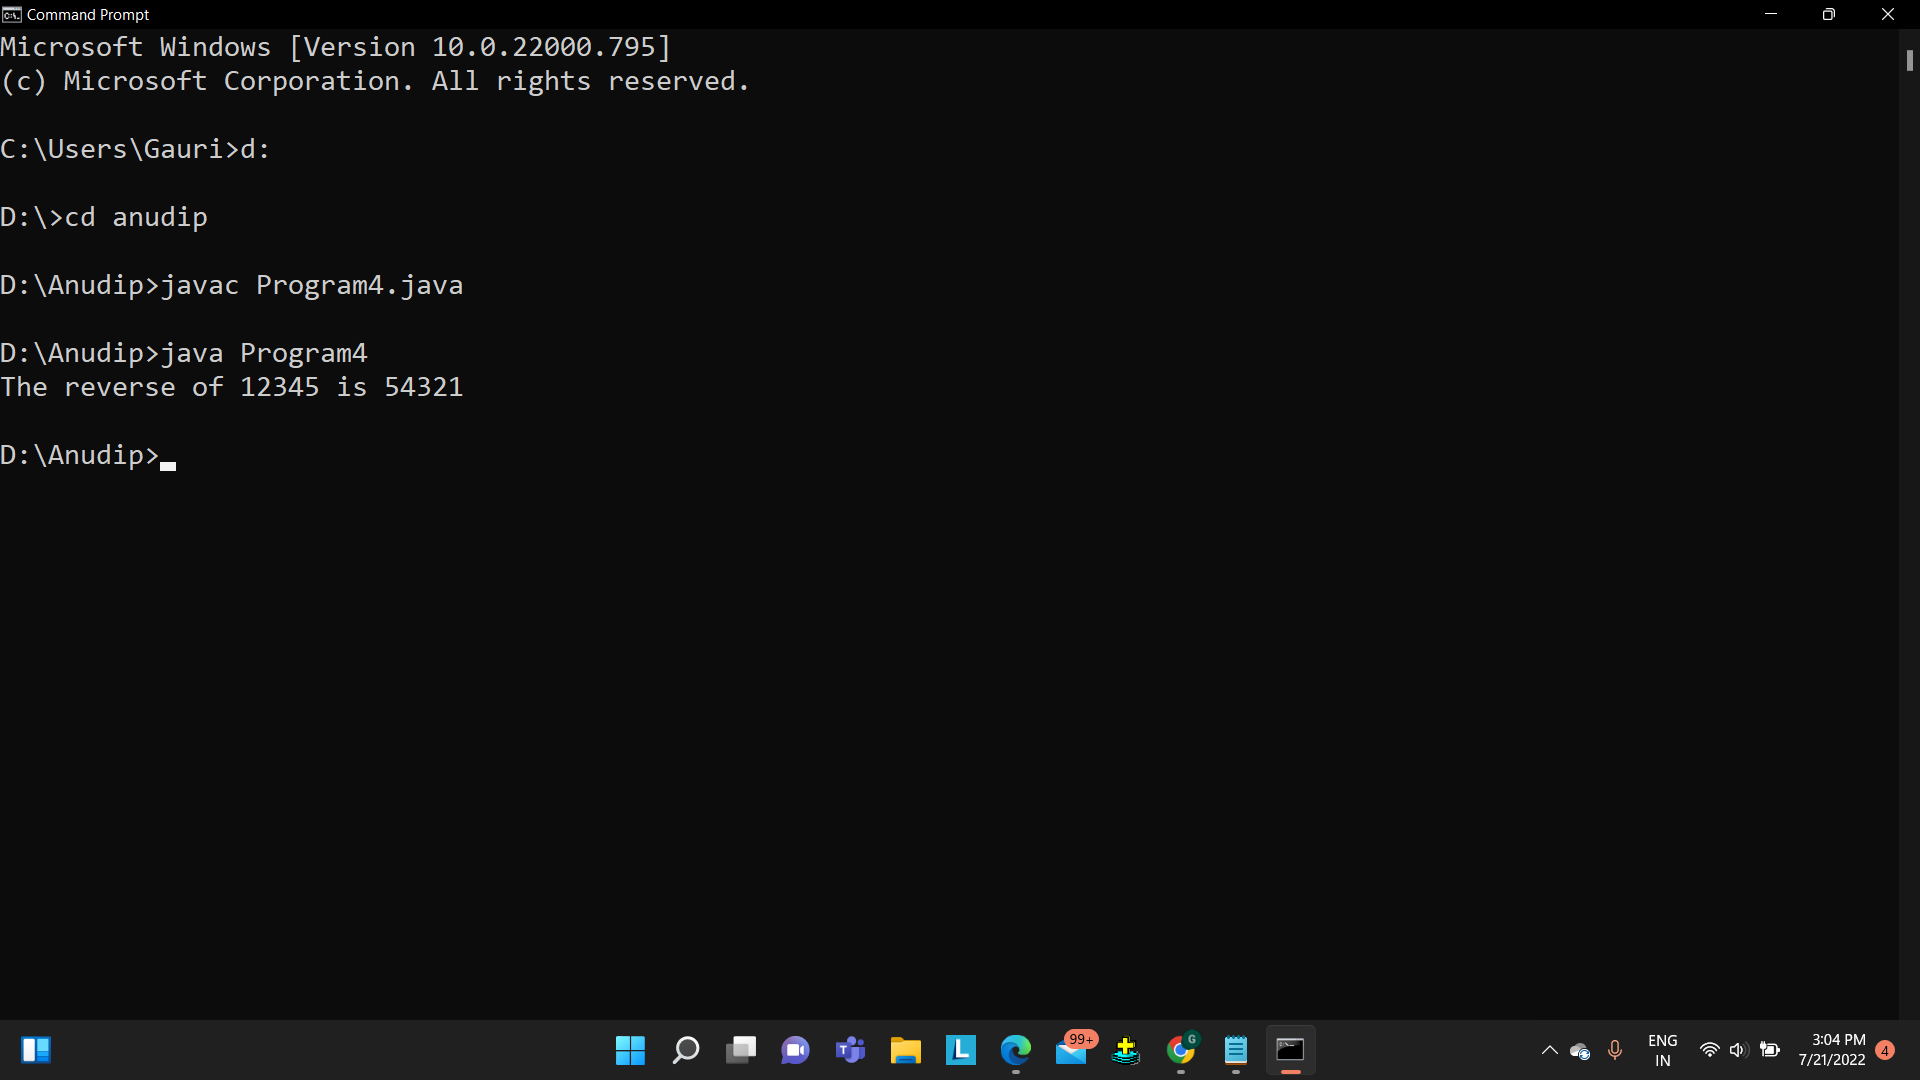 Command Prompt
Microsoft Windows [Version 10.0.22000.795]
(c) Microsoft Corporation. All rights reserved.
C:\Users\Gauri>d:
D:\>cd anudip
D:\Anudip>javac Program4.java
D:\Anudip>java Program4
The reverse of 12345 is 54321
D:\Anudip>
99+
G
L
ENG
IN
3:04 PM
7/21/2022
4